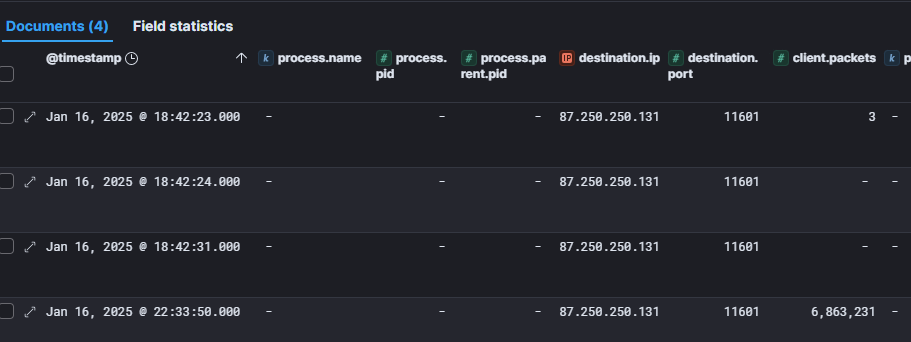 Documents (4) Field statistics
@timestamp ↑ k process.name # process.pid # process.parent.pid IP destination.ip # destination.port # client.packets k p
Jan 16, 2025 @ 18:42:23.000 - - - 87.250.250.131 11601 3 -
Jan 16, 2025 @ 18:42:24.000 - - - 87.250.250.131 11601 - -
Jan 16, 2025 @ 18:42:31.000 - - - 87.250.250.131 11601 - -
Jan 16, 2025 @ 22:33:50.000 - - - 87.250.250.131 11601 6,863,231 -